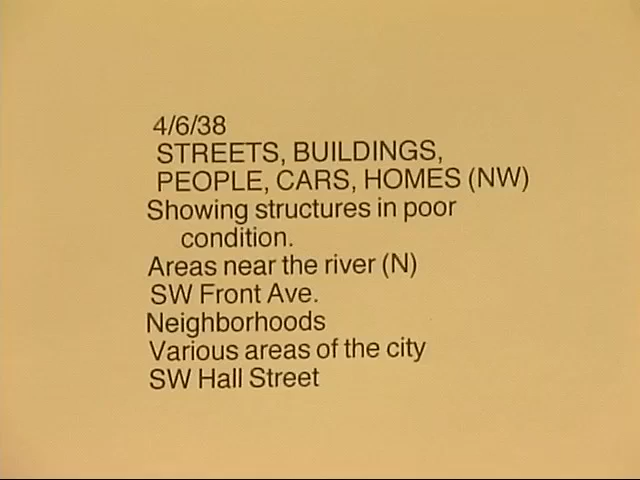 4/6/38
STREETS, BUILDINGS,
PEOPLE, CARS, HOMES (NW)
Showing structures in poor
condition.
Areas near the river (N)
SW Front Ave.
Neighborhoods
Various areas of the city
SW Hall Street